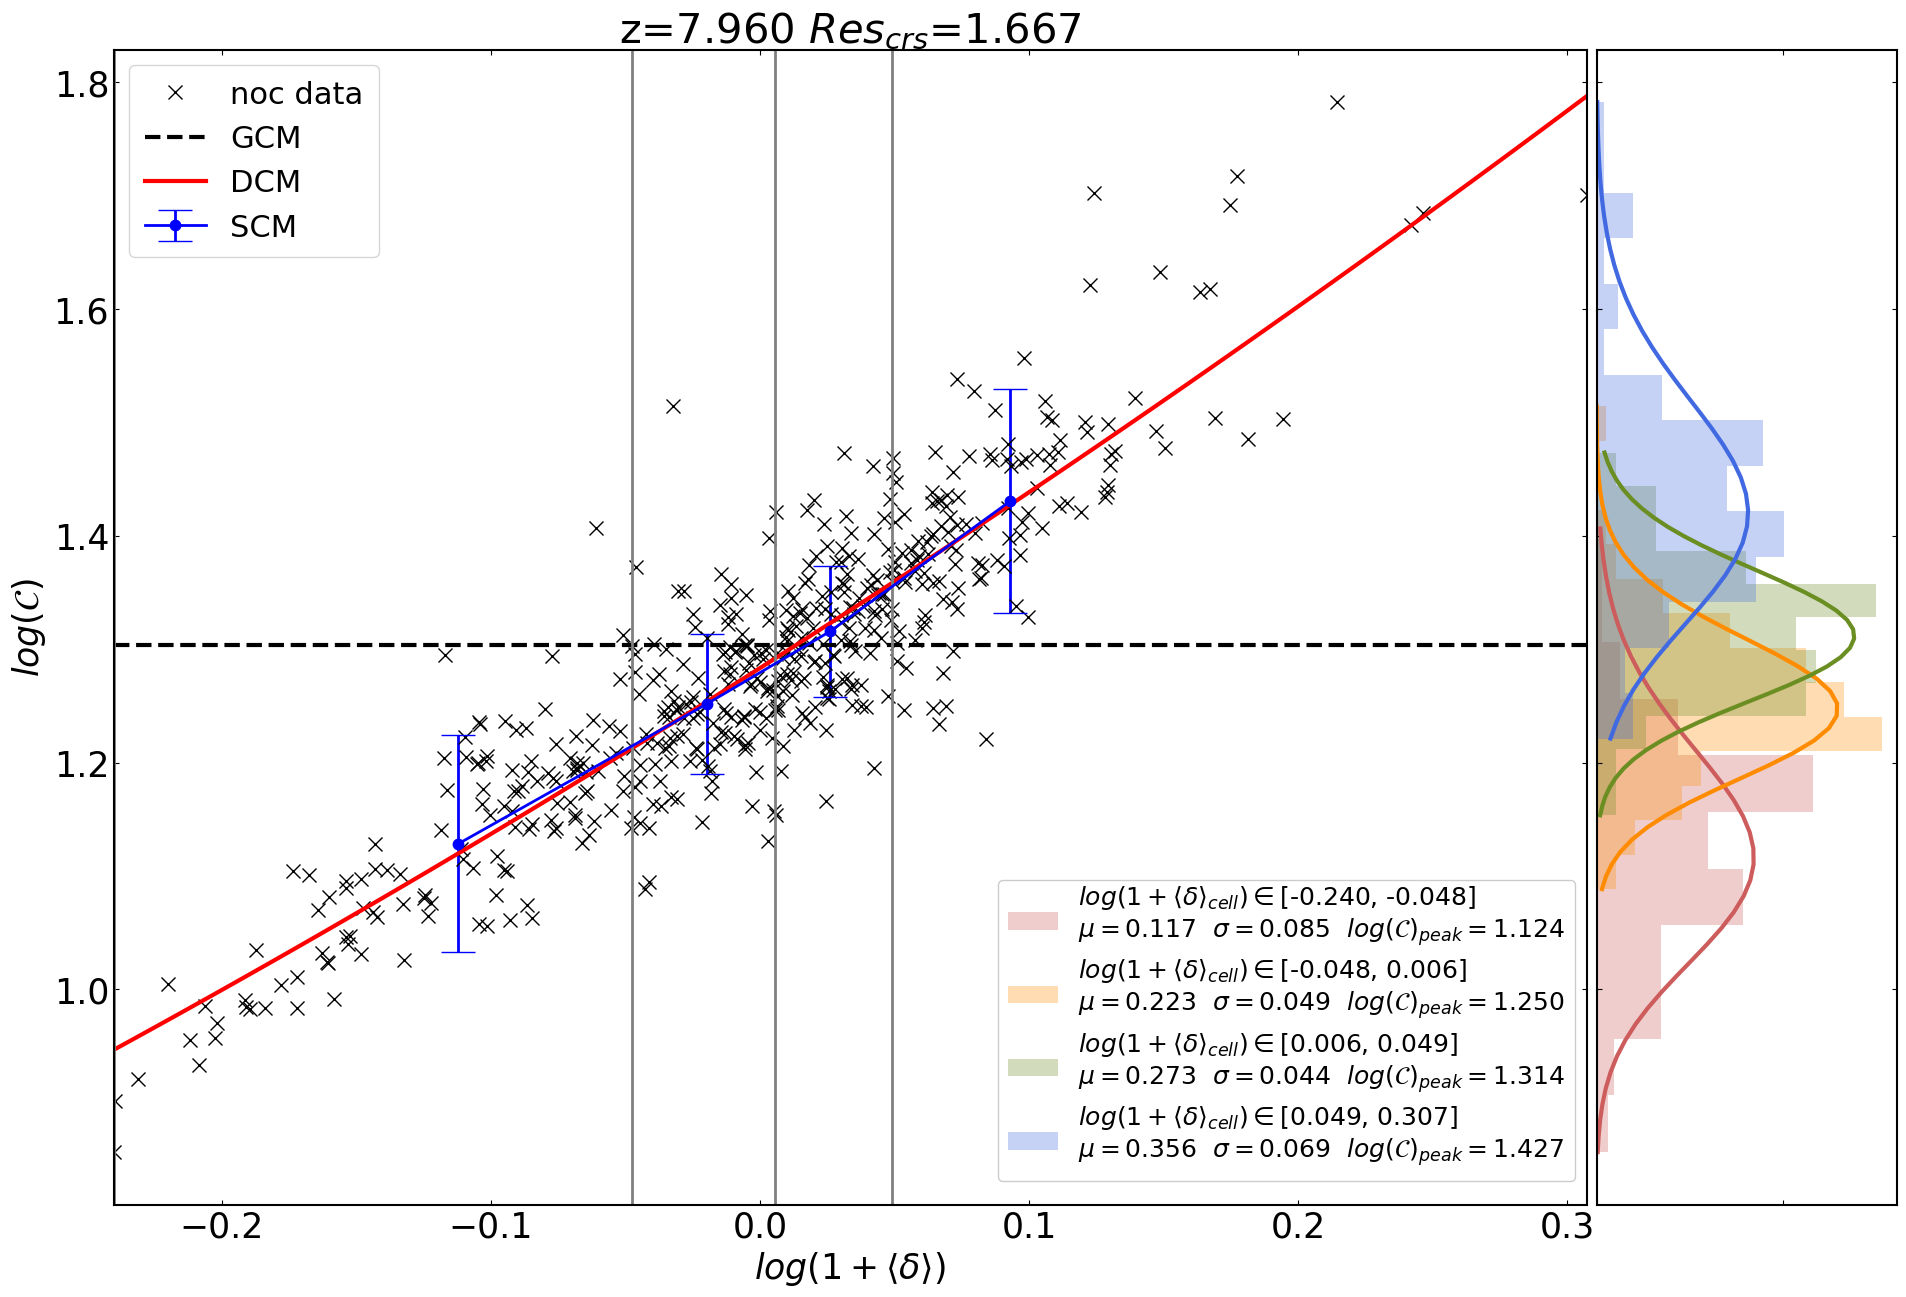 z=7.960 Res_crs=1.667
1.8
1.6
1.4
1.2
1.0
log(𝒞)
noc data
GCM
DCM
SCM
log(1 + ⟨δ⟩_cell) ∈ [-0.240, -0.048]
μ = 0.117 σ = 0.085 log(𝒞)_peak = 1.124
log(1 + ⟨δ⟩_cell) ∈ [-0.048, 0.006]
μ = 0.223 σ = 0.049 log(𝒞)_peak = 1.250
log(1 + ⟨δ⟩_cell) ∈ [0.006, 0.049]
μ = 0.273 σ = 0.044 log(𝒞)_peak = 1.314
log(1 + ⟨δ⟩_cell) ∈ [0.049, 0.307]
μ = 0.356 σ = 0.069 log(𝒞)_peak = 1.427
−0.2 −0.1 0.0 0.1 0.2 0.3
log(1 + ⟨δ⟩)